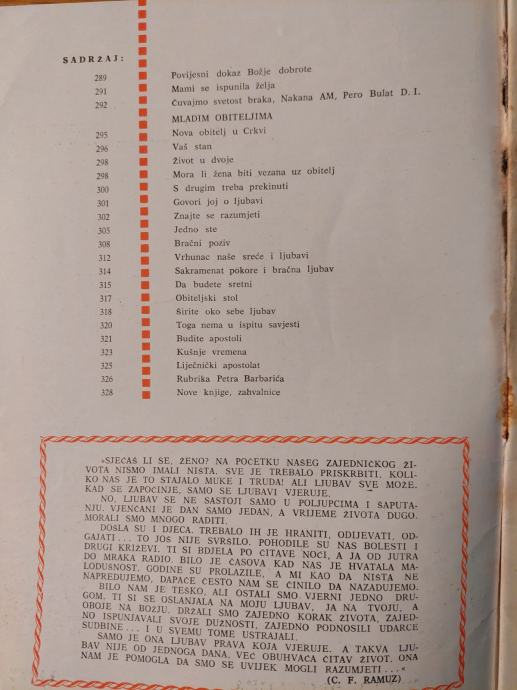 SADRŽAJ:
289 Povijesni dokaz Božje dobrote
291 Mami se ispunila želja
292 Čuvajmo svetost braka, Nakana AM, Pero Bulat D. I.
MLADIM OBITELJIMA
295 Nova obitelj u Crkvi
296 Vaš stan
298 Život u dvoje
298 Mora li žena biti vezana uz obitelj
300 S drugim treba prekinuti
301 Govori joj o ljubavi
302 Znajte se razumjeti
305 Jedno ste
308 Bračni poziv
312 Vrhunac naše sreće i ljubavi
314 Sakramenat pokore i bračna ljubav
315 Da budete sretni
317 Obiteljski stol
318 Širite oko sebe ljubav
320 Toga nema u ispitu savjesti
321 Budite apostoli
323 Kušnje vremena
325 Liječnički apostolat
326 Rubrika Petra Barbarića
328 Nove knjige, zahvalnice
»SJEĆAŠ LI SE, ŽENO? NA POČETKU NAŠEG ZAJEDNIČKOG ŽI-
VOTA NISMO IMALI NIŠTA. SVE JE TREBALO PRISKRBITI. KOLI-
KO NAS JE TO STAJALO MUKE I TRUDA! ALI LJUBAV SVE MOŽE.
KAD SE ZAPOČINJE, SAMO SE LJUBAVI VJERUJE.
NO, LJUBAV SE NE SASTOJI SAMO U POLJUPCIMA I ŠAPUTA-
NJU. VJENČANI JE DAN SAMO JEDAN, A VRIJEME ŽIVOTA DUGO.
MORALI SMO MNOGO RADITI.
DOŠLA SU I DJECA. TREBALO IH JE HRANITI, ODIJEVATI, OD-
GAJATI... TO JOŠ NIJE SVRŠILO. POHODILE SU NAS BOLESTI I
DRUGI KRIŽEVI. TI SI BDJELA PO ČITAVE NOĆI, A JA OD JUTRA
DO MRAKA RADIO. BILO JE ČASOVA KAD NAS JE HVATALA MA-
LODUŠNOST. GODINE SU PROLAZILE, A MI KAO DA NIŠTA NE
NAPREDUJEMO, DAPAČE ČESTO NAM SE ČINILO DA NAZADUJEMO.
BILO NAM JE TEŠKO, ALI OSTALI SMO VJERNI JEDNO DRU-
GOM. TI SI SE OSLANJALA NA MOJU LJUBAV, JA NA TVOJU, A
OBOJE NA BOŽJU. DRŽALI SMO ZAJEDNO KORAK ŽIVOTA, ZAJED-
NO ISPUNJAVALI SVOJE DUŽNOSTI, ZAJEDNO PODNOSILI UDARCE
SUDBINE... I U SVEMU TOME USTRAJALI.
SAMO JE ONA LJUBAV PRAVA KOJA VJERUJE. A TAKVA LJU-
BAV NIJE OD JEDNOGA DANA, VEĆ OBUHVAĆA ČITAV ŽIVOT. ONA
NAM JE POMOGLA DA SMO SE UVIJEK MOGLI RAZUMJETI...«
(C. F. RAMUZ)